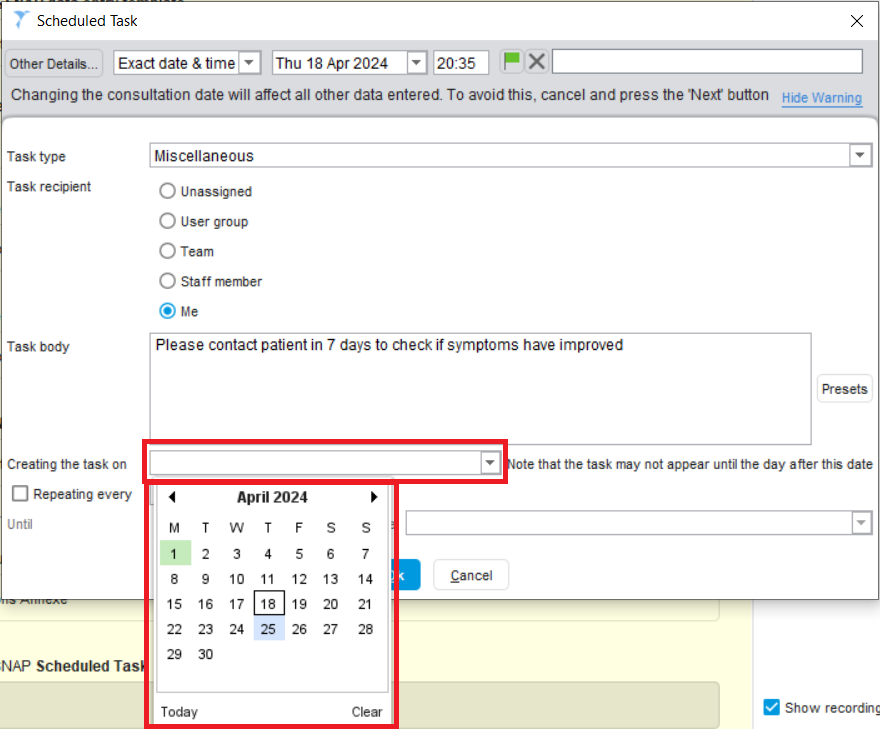 Scheduled Task
Other Details... Exact date & time Thu 18 Apr 2024 20:35
Changing the consultation date will affect all other data entered. To avoid this, cancel and press the 'Next' button Hide Warning
Task type Miscellaneous
Task recipient
Unassigned
User group
Team
Staff member
Me
Task body Please contact patient in 7 days to check if symptoms have improved
Presets
Creating the task on Note that the task may not appear until the day after this date
Repeating every
Until
April 2024
M T W T F S S
1 2 3 4 5 6 7
8 9 10 11 12 13 14
15 16 17 18 19 20 21
22 23 24 25 26 27 28
29 30
Today Clear
Cancel
Annexe
SNAP Scheduled Task
Show recording